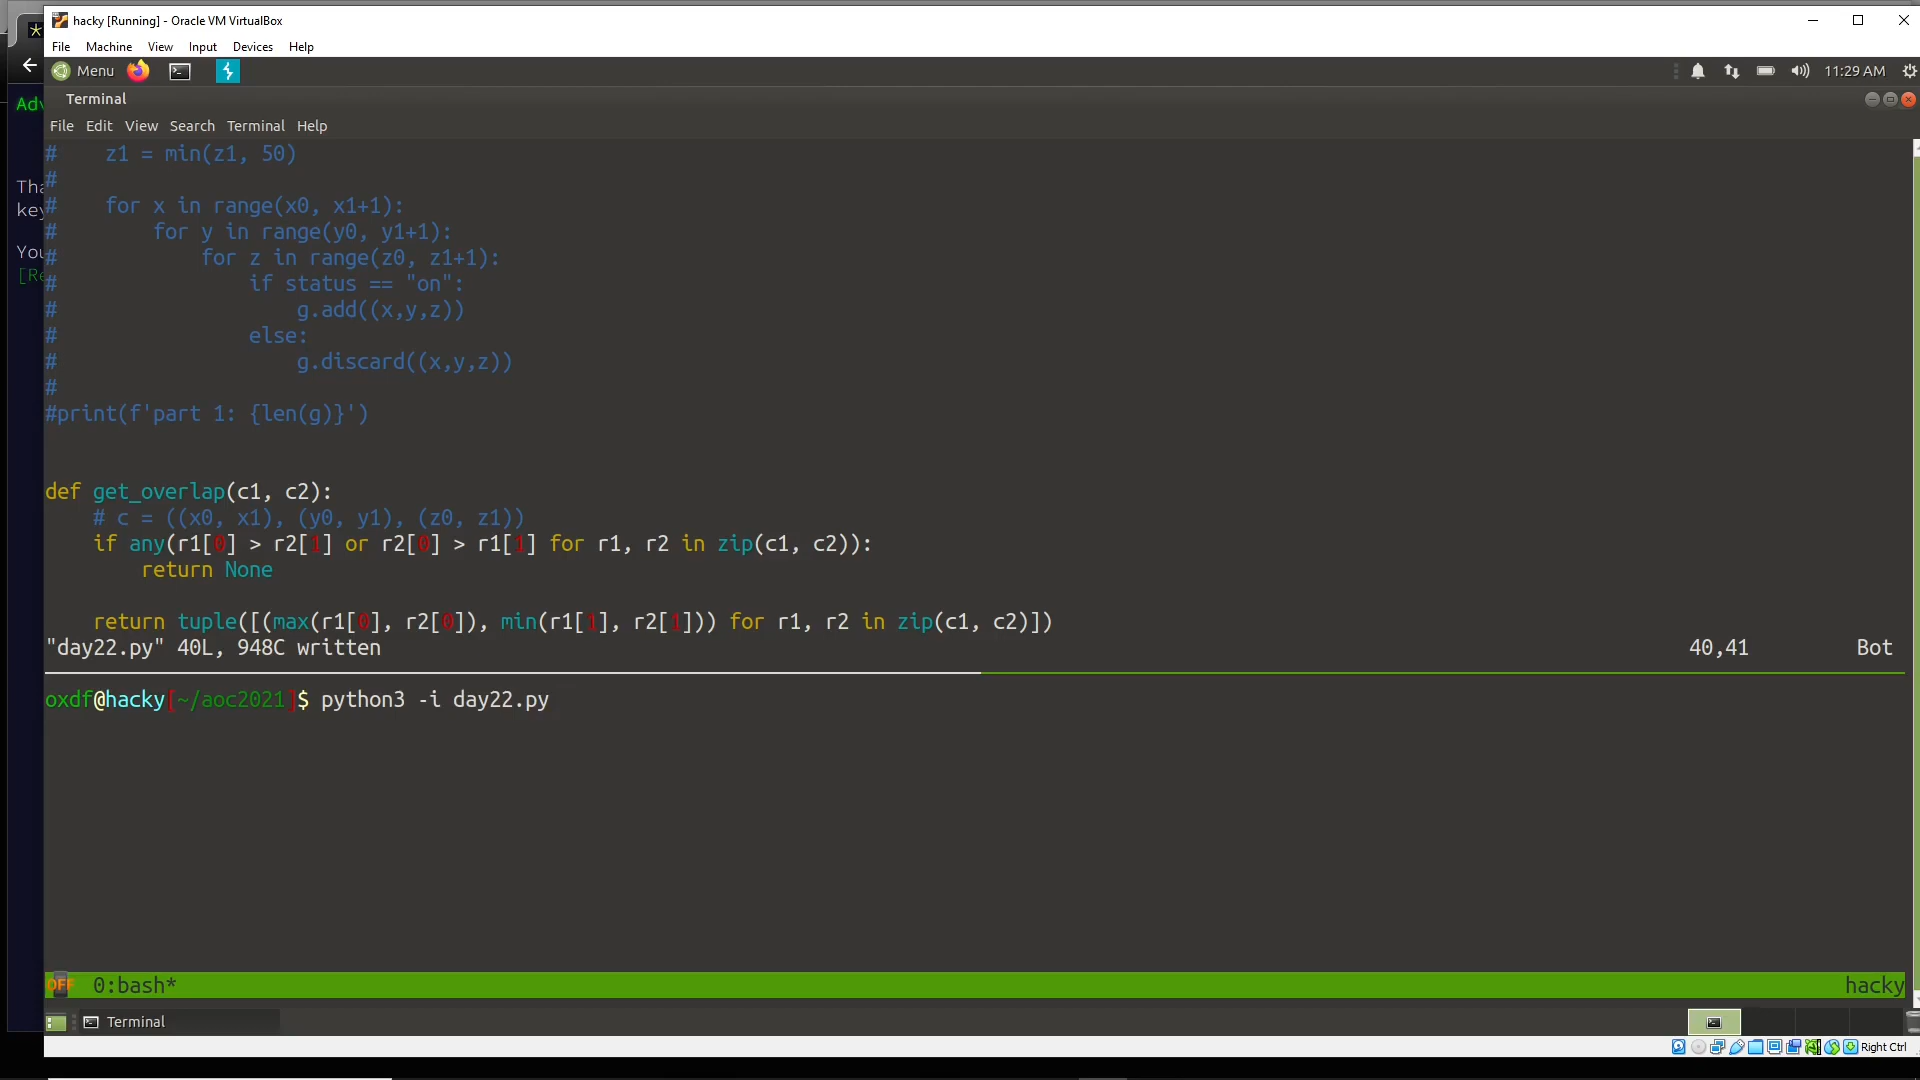 hacky [Running] - Oracle VM VirtualBox
File Machine View Input Devices Help
Menu 11:29 AM
Terminal
File Edit View Search Terminal Help
#    z1 = min(z1, 50)
#
#    for x in range(x0, x1+1):
#        for y in range(y0, y1+1):
#            for z in range(z0, z1+1):
#                if status == "on":
#                    g.add((x,y,z))
#                else:
#                    g.discard((x,y,z))
#
#print(f'part 1: {len(g)}')
def get_overlap(c1, c2):
    # c = ((x0, x1), (y0, y1), (z0, z1))
    if any(r1[0] > r2[1] or r2[0] > r1[1] for r1, r2 in zip(c1, c2)):
        return None
    return tuple([(max(r1[0], r2[0]), min(r1[1], r2[1])) for r1, r2 in zip(c1, c2)])
"day22.py" 40L, 948C written 40,41 Bot
oxdf@hacky[~/aoc2021]$ python3 -i day22.py
OFF 0:bash* hacky
Terminal
Right Ctrl